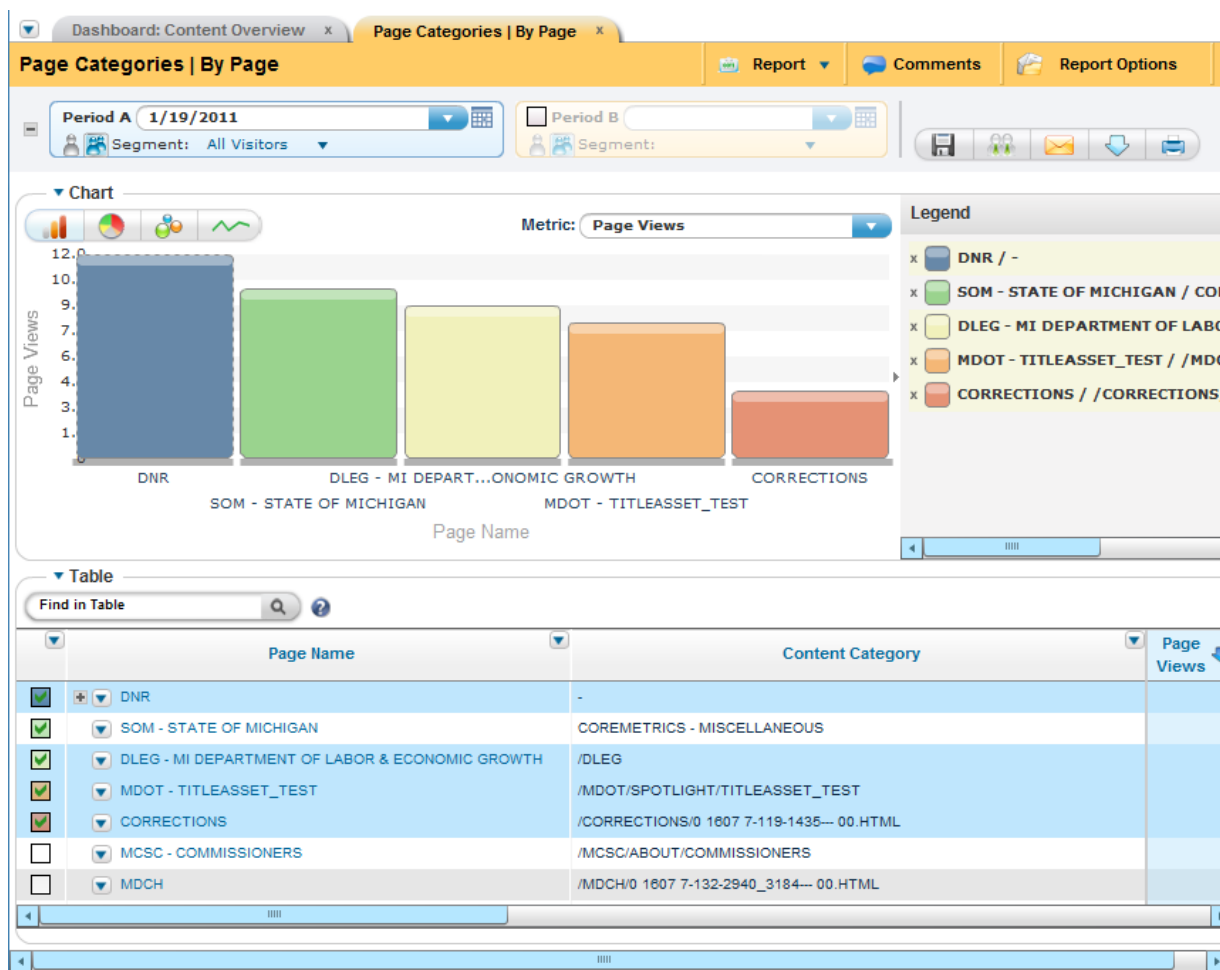 Dashboard: Content Overview x
Page Categories | By Page x
Page Categories | By Page
Report
Comments
Report Options
Period A 1/19/2011
Segment: All Visitors
Period B
Segment:
Chart
Metric: Page Views
Page Views
12.0
10.
9.
7.
6.
4.
3.
1.
0
DNR
DLEG - MI DEPART...ONOMIC GROWTH
CORRECTIONS
SOM - STATE OF MICHIGAN
MDOT - TITLEASSET_TEST
Page Name
Legend
x DNR / -
x SOM - STATE OF MICHIGAN / CO
x DLEG - MI DEPARTMENT OF LABO
x MDOT - TITLEASSET_TEST / /MD
x CORRECTIONS / /CORRECTIONS
Table
Find in Table
Page Name
Content Category
Page Views
DNR -
SOM - STATE OF MICHIGAN COREMETRICS - MISCELLANEOUS
DLEG - MI DEPARTMENT OF LABOR & ECONOMIC GROWTH /DLEG
MDOT - TITLEASSET_TEST /MDOT/SPOTLIGHT/TITLEASSET_TEST
CORRECTIONS /CORRECTIONS/0 1607 7-119-1435--- 00.HTML
MCSC - COMMISSIONERS /MCSC/ABOUT/COMMISSIONERS
MDCH /MDCH/0 1607 7-132-2940_3184--- 00.HTML